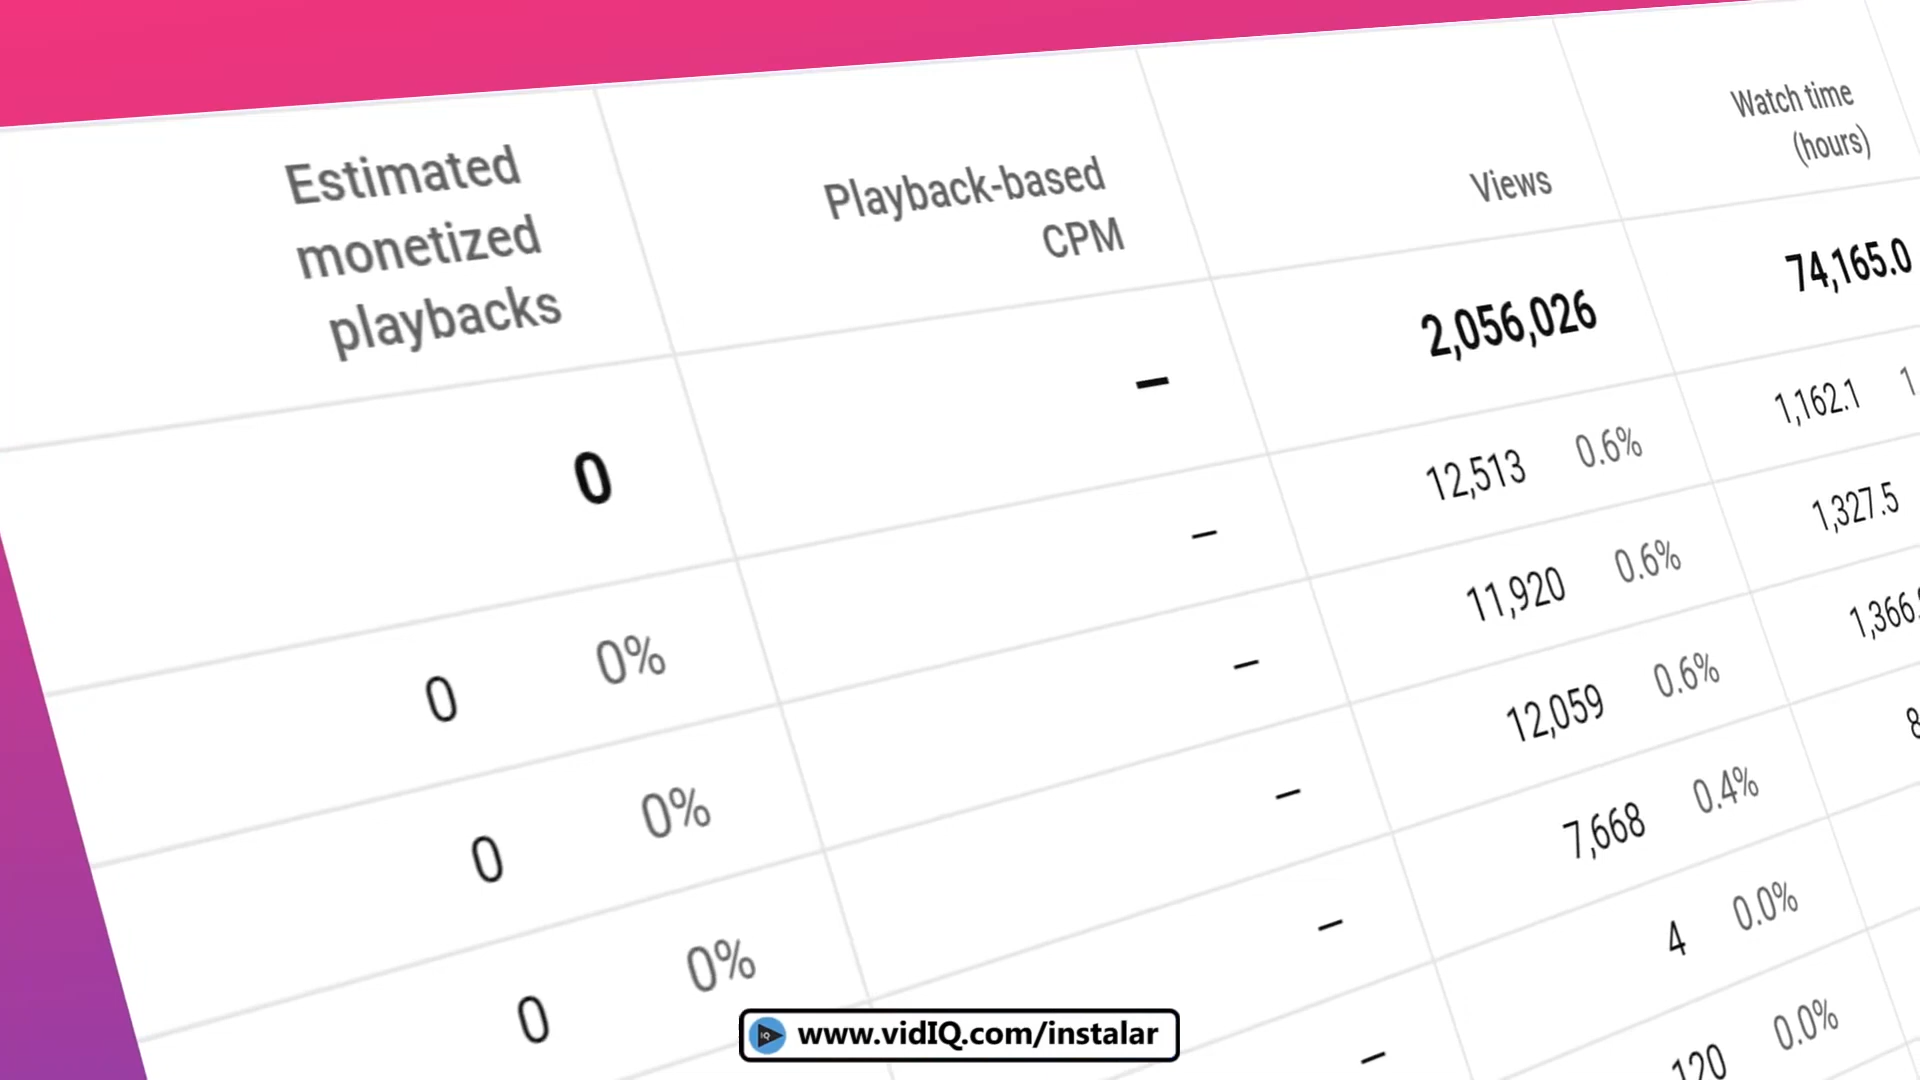 Estimated
monetized
playbacks
Playback-based
CPM
Views
Watch time
(hours)
0
–
2,056,026
74,165.0
0 0%
–
12,513 0.6%
1,162.1
0 0%
–
11,920 0.6%
1,327.5
0 0%
–
12,059 0.6%
–
7,668 0.4%
–
4 0.0%
–
120 0.0%
www.vidIQ.com/instalar